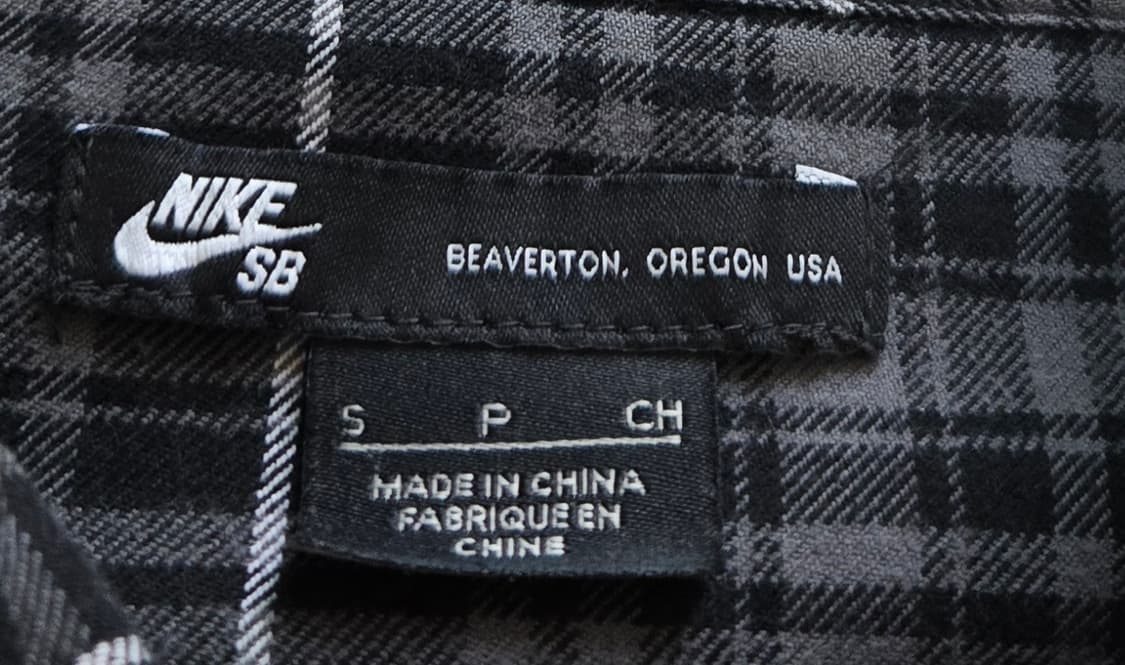 NIKE
SB
BEAVERTON, OREGON USA
S P CH
MADE IN CHINA
FABRIQUE EN
CHINE